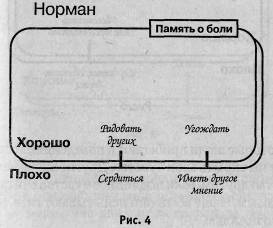 Норман
Память о боли
Радовать
других
Угождать
Хорошо
Плохо
Сердиться
Иметь другое
мнение
Рис. 4